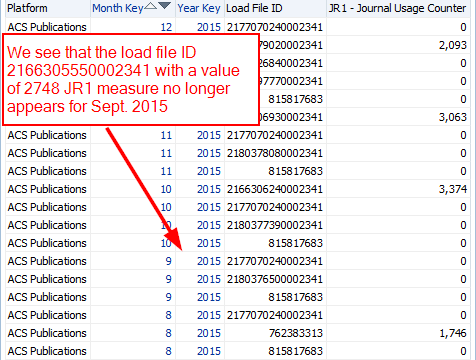 Platform Month Key Year Key Load File ID JR1 - Journal Usage Counter
ACS Publications 12 2015 2177070240002341 0
We see that the load file ID
2166305550002341 with a value
of 2748 JR1 measure no longer
appears for Sept. 2015
79020002341 2,093
26840002341 0
97770002341 0
815817683 0
06930002341 3,063
ACS Publications 11 2015 2177070240002341 0
ACS Publications 11 2015 2180378080002341 0
ACS Publications 11 2015 815817683 0
ACS Publications 10 2015 2166306240002341 3,374
ACS Publications 10 2015 2177070240002341 0
ACS Publications 10 2015 2180377390002341 0
ACS Publications 10 2015 815817683 0
ACS Publications 9 2015 2177070240002341 0
ACS Publications 9 2015 2180376500002341 0
ACS Publications 9 2015 815817683 0
ACS Publications 8 2015 2177070240002341 0
ACS Publications 8 2015 762383313 1,746
ACS Publications 8 2015 815817683 0